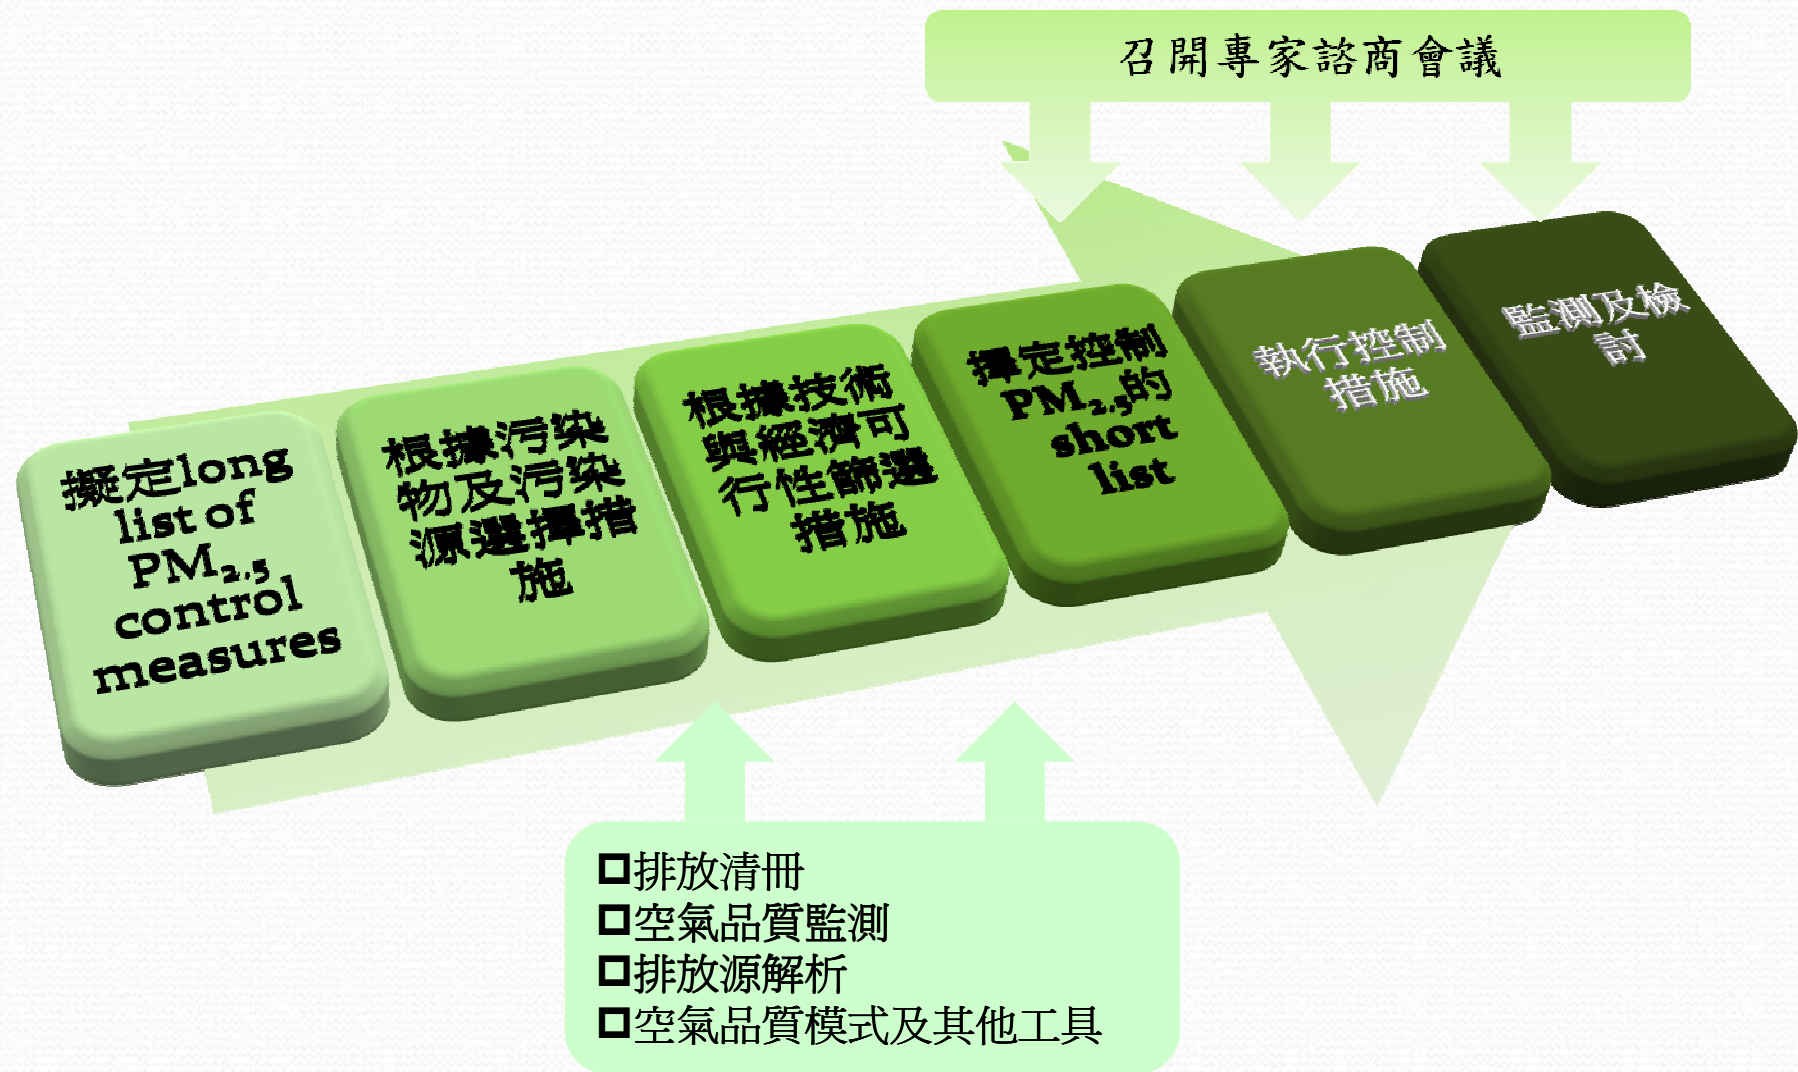 召開專家諮商會議
擬定long
list of
PM₂.₅
control
measures
根據污染
物及污染
源選擇措
施
根據技術
與經濟可
行性篩選
措施
擇定控制
PM₂.₅的
short
list
執行控制
措施
監測及檢
討
排放清冊
空氣品質監測
排放源解析
空氣品質模式及其他工具